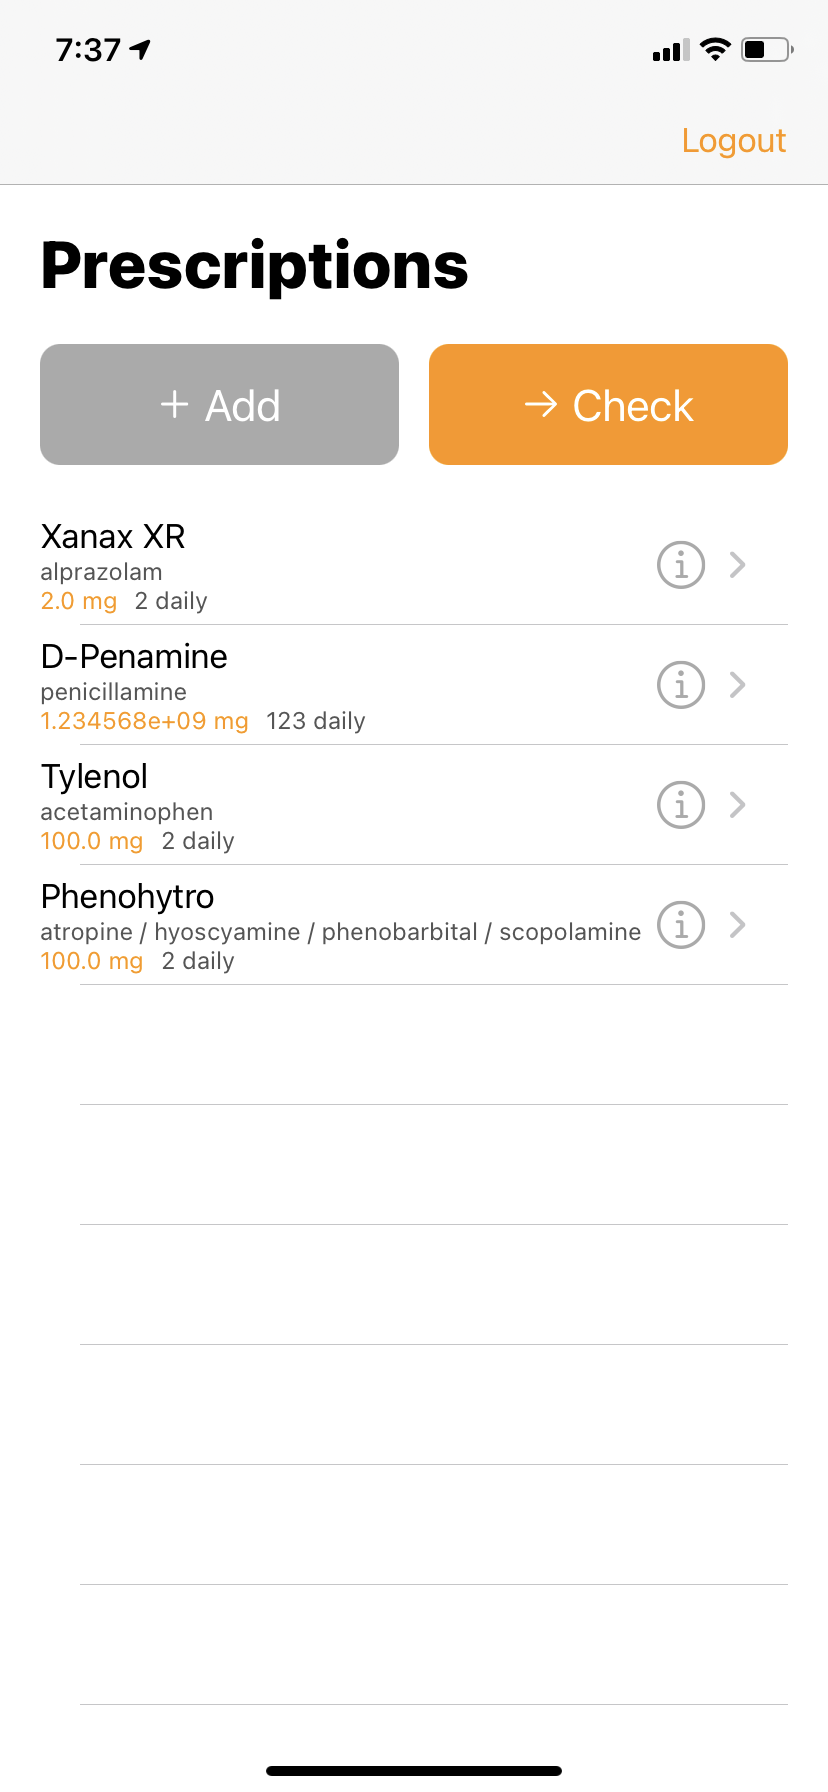 7:37
Logout
Prescriptions
+ Add
→ Check
Xanax XR
alprazolam
2.0 mg 2 daily
D-Penamine
penicillamine
1.234568e+09 mg 123 daily
Tylenol
acetaminophen
100.0 mg 2 daily
Phenohytro
atropine / hyoscyamine / phenobarbital / scopolamine
100.0 mg 2 daily